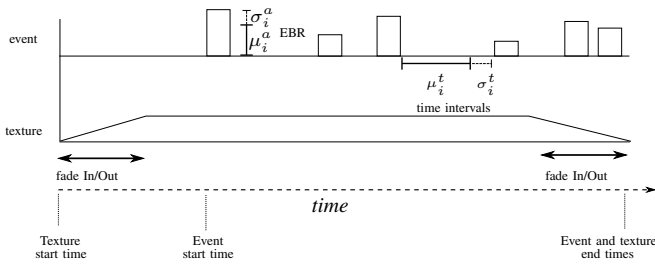 σ_i^a
event
EBR
μ_i^a
μ_i^t
σ_i^t
time intervals
texture
fade In/Out
fade In/Out
time
Texture
start time
Event
start time
Event and texture
end times